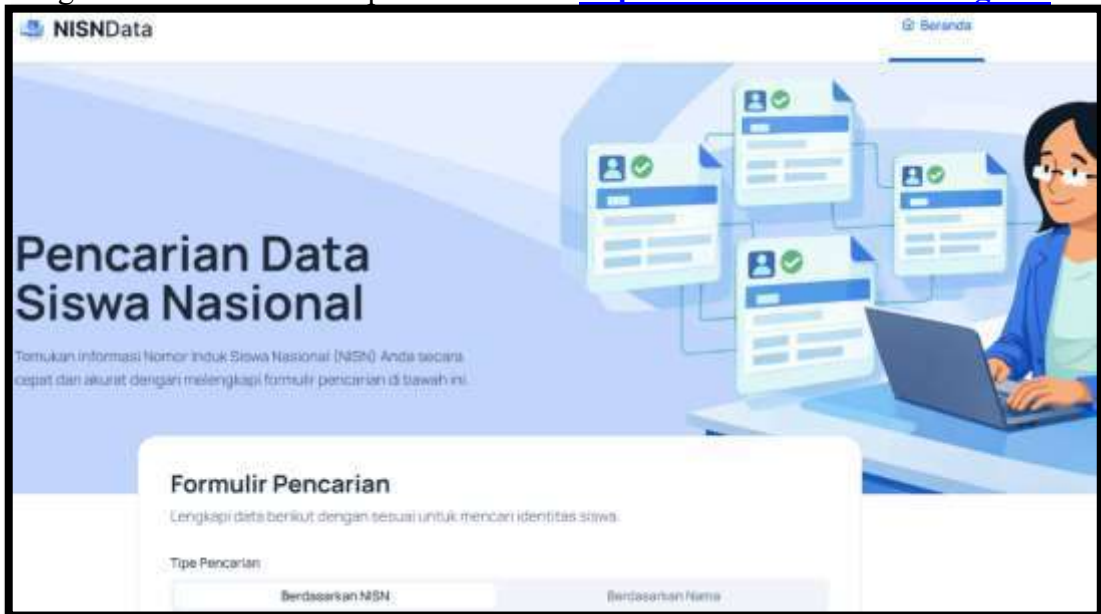 NISNData
Beranda
Pencarian Data
Siswa Nasional
Temukan informasi Nomor Induk Siswa Nasional (NISN) Anda secara
cepat dan akurat dengan melengkapi formulir pencarian di bawah ini.
Formulir Pencarian
Lengkapi data berikut dengan sesuai untuk mencari identitas siswa.
Tipe Pencarian
Berdasarkan NISN
Berdasarkan Nama